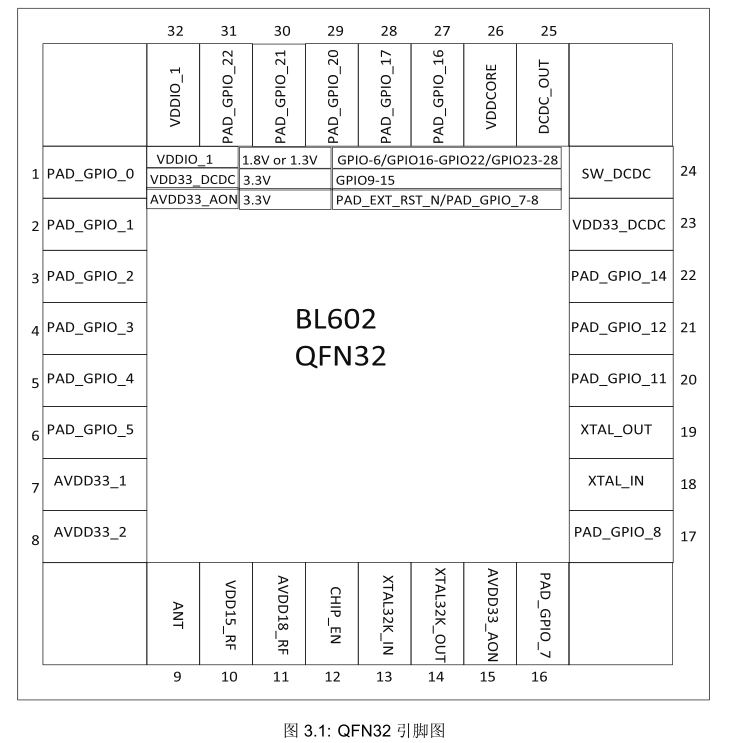 32 31 30 29 28 27 26 25
VDDIO_1
PAD_GPIO_22
PAD_GPIO_21
PAD_GPIO_20
PAD_GPIO_17
PAD_GPIO_16
VDDCORE
DCDC_OUT
VDDIO_1 1.8V or 1.3V GPIO-6/GPIO16-GPIO22/GPIO23-28
VDD33_DCDC 3.3V GPIO9-15
AVDD33_AON 3.3V PAD_EXT_RST_N/PAD_GPIO_7-8
1 PAD_GPIO_0
2 PAD_GPIO_1
3 PAD_GPIO_2
4 PAD_GPIO_3
5 PAD_GPIO_4
6 PAD_GPIO_5
7 AVDD33_1
8 AVDD33_2
BL602
QFN32
SW_DCDC 24
VDD33_DCDC 23
PAD_GPIO_14 22
PAD_GPIO_12 21
PAD_GPIO_11 20
XTAL_OUT 19
XTAL_IN 18
PAD_GPIO_8 17
ANT
VDD15_RF
AVDD18_RF
CHIP_EN
XTAL32K_IN
XTAL32K_OUT
AVDD33_AON
PAD_GPIO_7
9 10 11 12 13 14 15 16
图 3.1: QFN32 引脚图